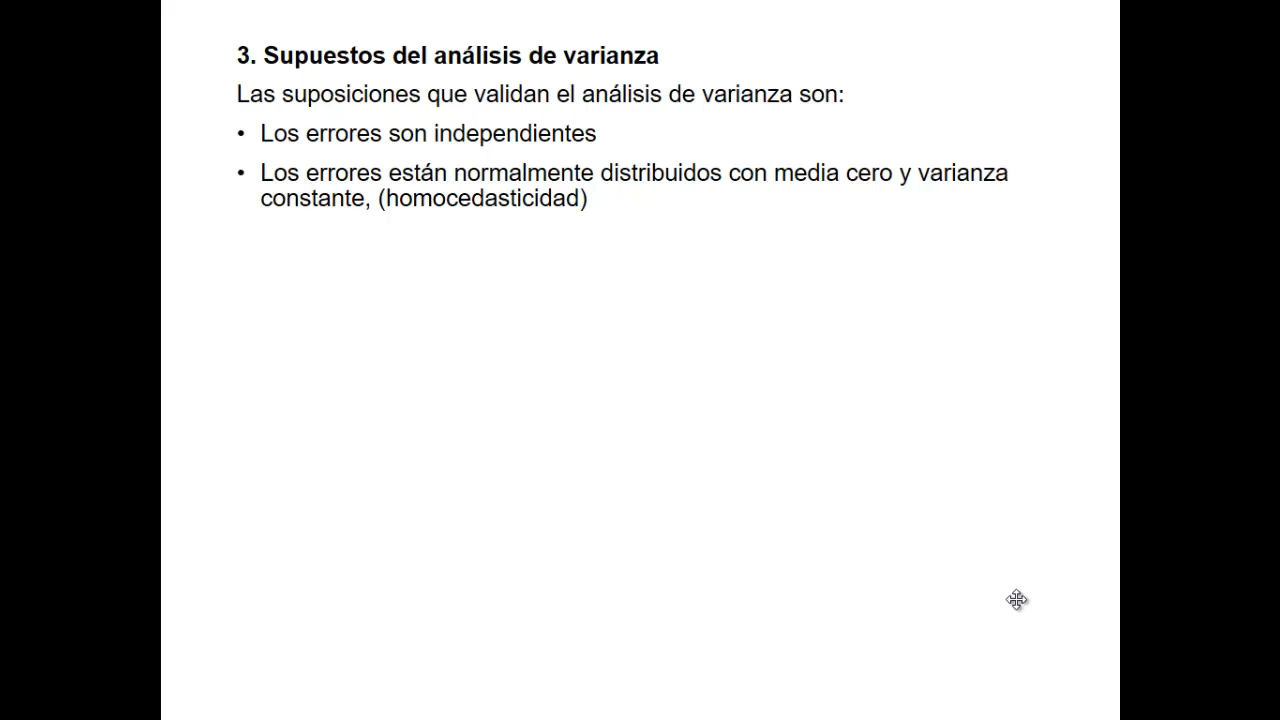 3. Supuestos del análisis de varianza
Las suposiciones que validan el análisis de varianza son:
• Los errores son independientes
• Los errores están normalmente distribuidos con media cero y varianza
constante, (homocedasticidad)